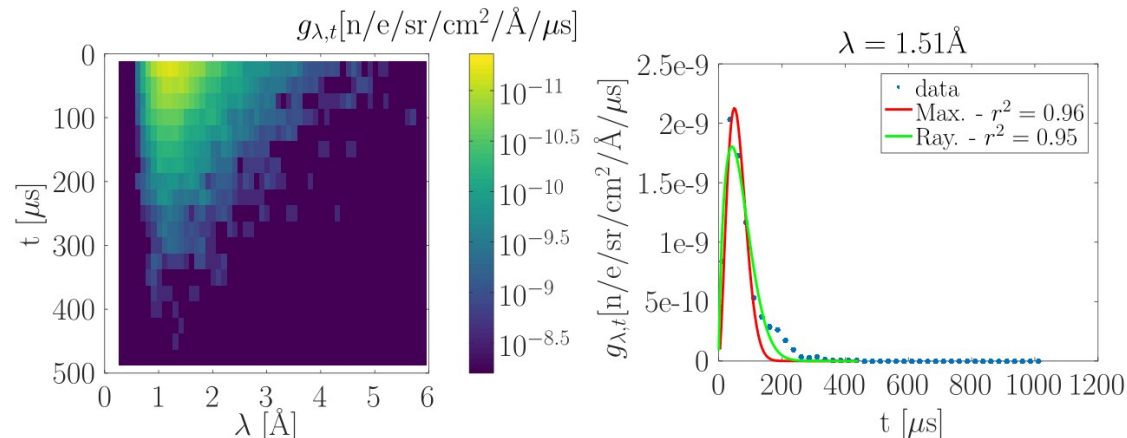 g_{λ,t}[n/e/sr/cm²/Å/μs]
0
100
200
300
400
500
t [μs]
0 1 2 3 4 5 6
λ [Å]
10^{-11}
10^{-10.5}
10^{-10}
10^{-9.5}
10^{-9}
10^{-8.5}
λ = 1.51Å
2.5e-9
2e-9
1.5e-9
1e-9
5e-10
0
g_{λ,t}[n/e/sr/cm²/Å/μs]
data
Max. - r² = 0.96
Ray. - r² = 0.95
0 200 400 600 800 1000 1200
t [μs]